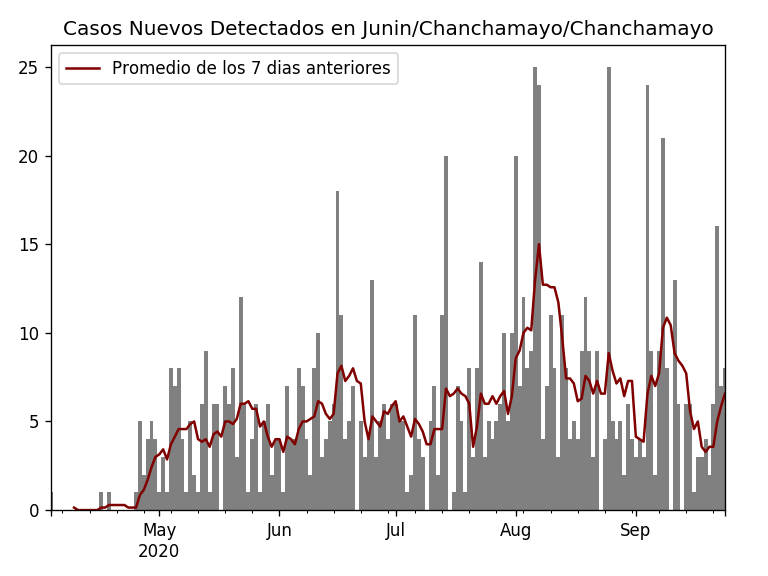 Casos Nuevos Detectados en Junin/Chanchamayo/Chanchamayo
Promedio de los 7 dias anteriores
25
20
15
10
5
0
May Jun Jul Aug Sep
2020